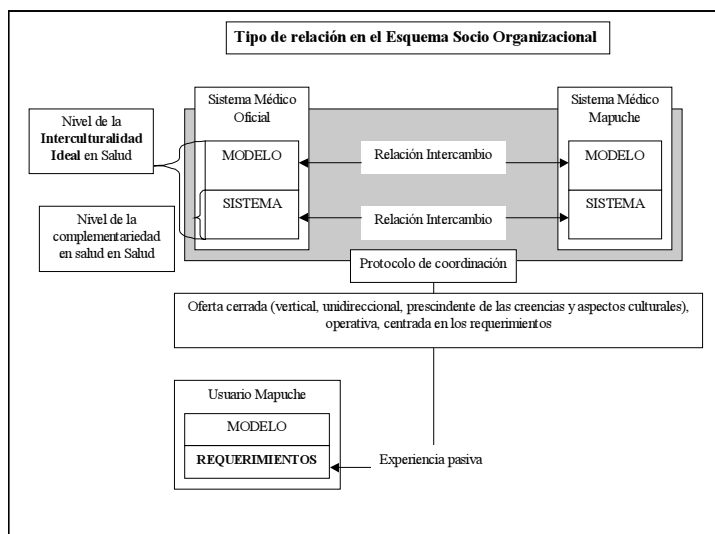 Tipo de relación en el Esquema Socio Organizacional
Sistema Médico
Oficial
Sistema Médico
Mapuche
Nivel de la
Interculturalidad
Ideal en Salud
MODELO
Relación Intercambio
MODELO
SISTEMA
Relación Intercambio
SISTEMA
Nivel de la
complementariedad
en salud en Salud
Protocolo de coordinación
Oferta cerrada (vertical, unidireccional, prescindente de las creencias y aspectos culturales),
operativa, centrada en los requerimientos
Usuario Mapuche
MODELO
REQUERIMIENTOS
Experiencia pasiva